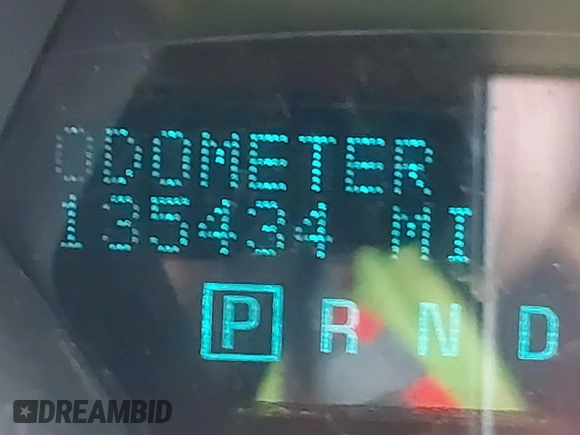 ODOMETER
135434 MI
P R N D
DREAMBID